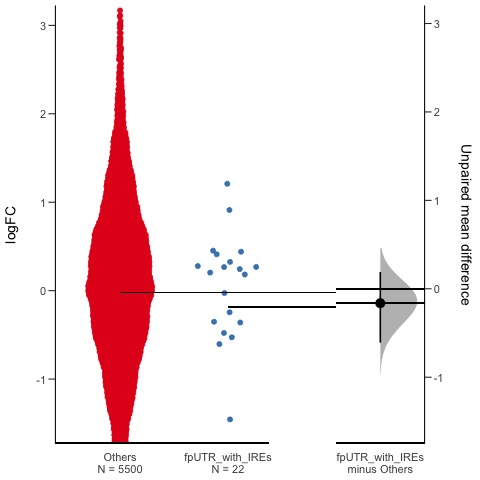 logFC
3
2
1
0
-1
Others
N = 5500
fpUTR_with_IREs
N = 22
3
2
1
0
-1
Unpaired mean difference
fpUTR_with_IREs
minus Others